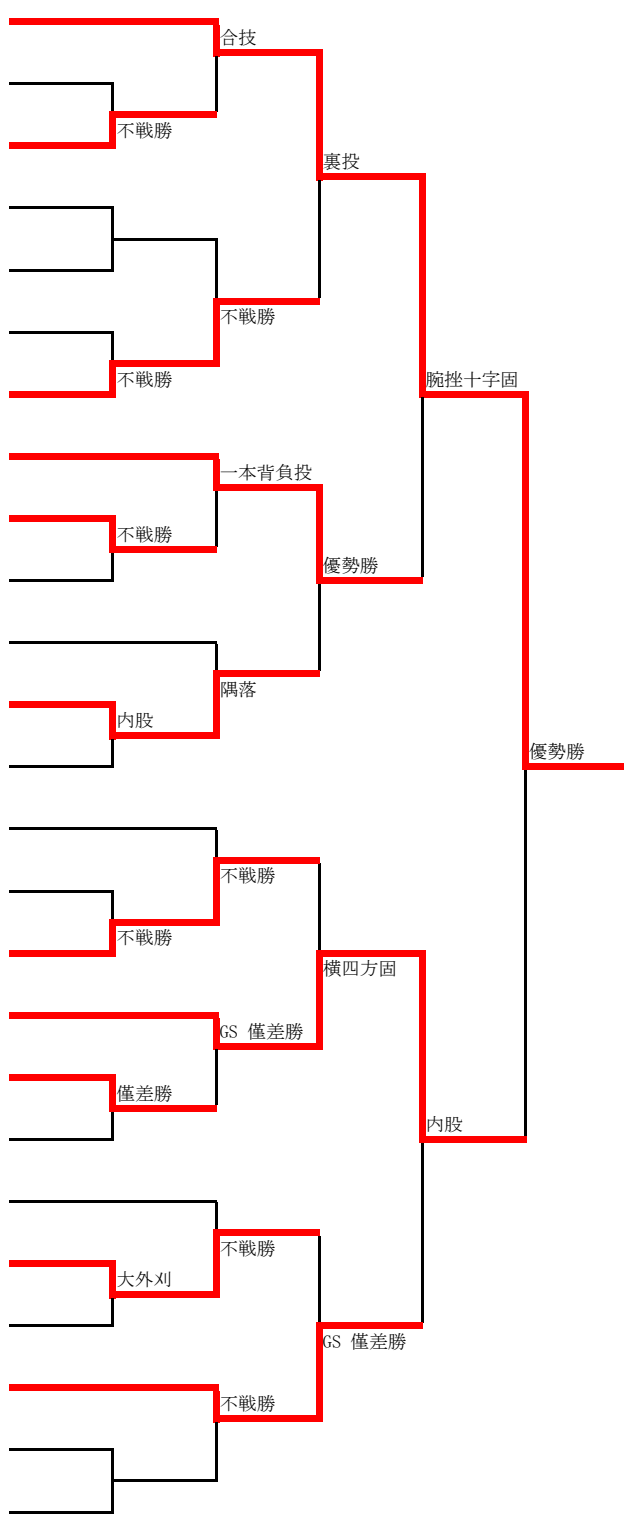 合技
不戦勝
裏投
不戦勝
不戦勝
腕挫十字固
一本背負投
不戦勝
優勢勝
隅落
内股
優勢勝
不戦勝
不戦勝
横四方固
GS 僅差勝
僅差勝
内股
不戦勝
大外刈
GS 僅差勝
不戦勝